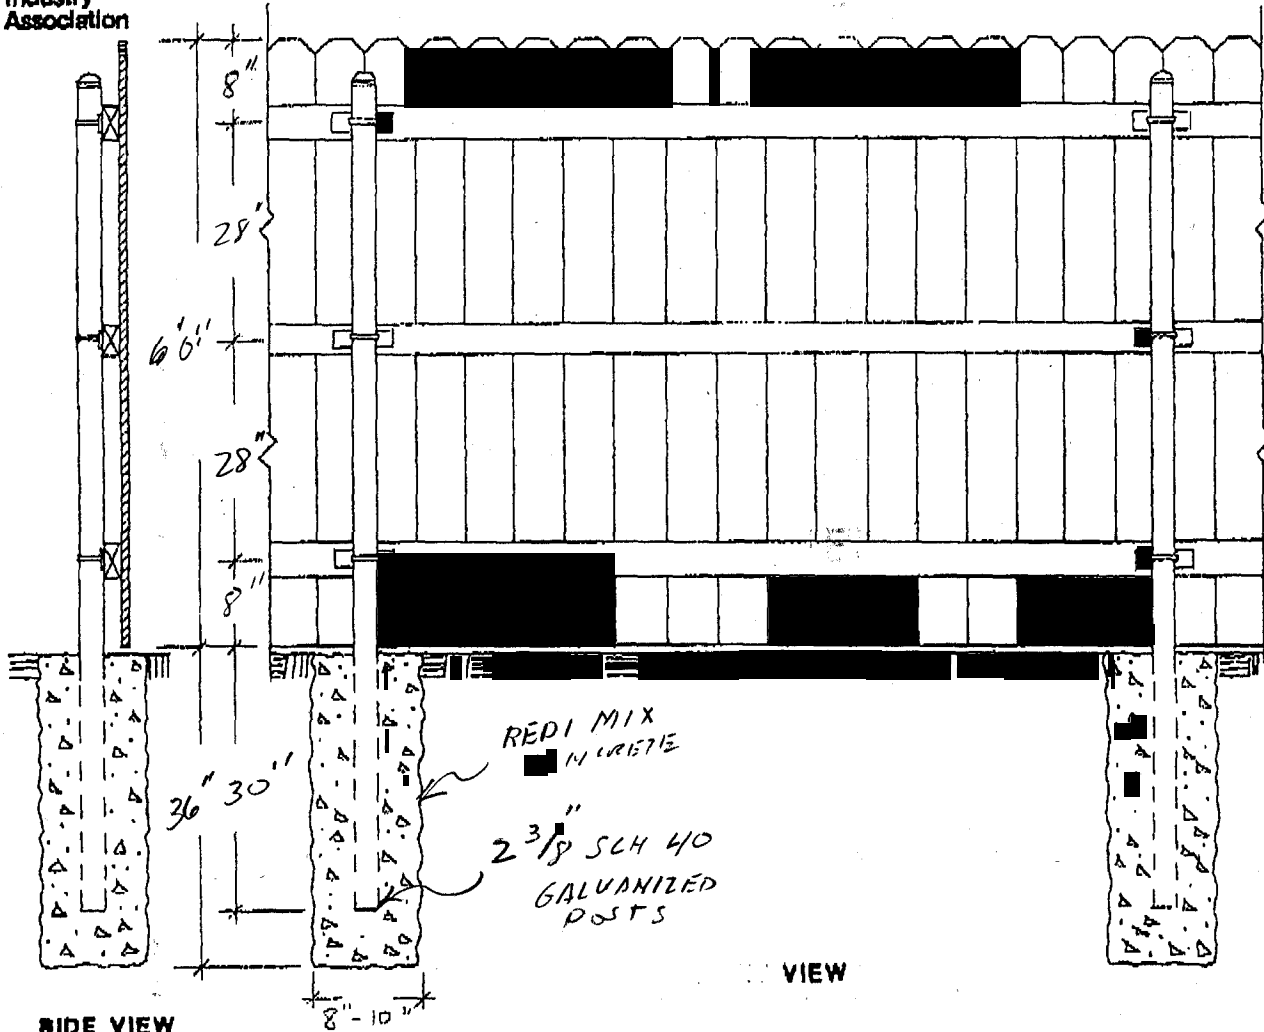 Industry
Association
8"
28"
6'0"
28"
8"
36" 30"
REDI MIX
2 3/8" SCH 40
GALVANIZED
POSTS
8"-10"
VIEW
SIDE VIEW